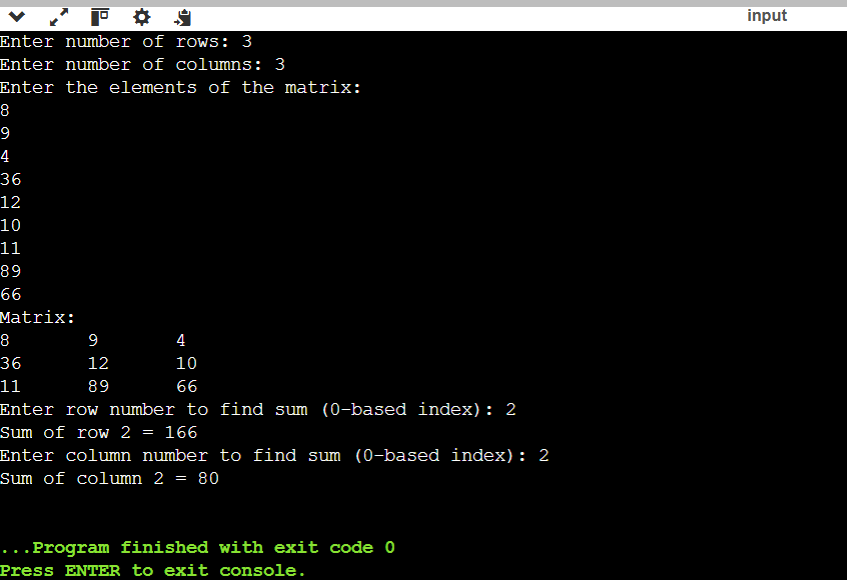 input
Enter number of rows: 3
Enter number of columns: 3
Enter the elements of the matrix:
8
9
4
36
12
10
11
89
66
Matrix:
8 9 4
36 12 10
11 89 66
Enter row number to find sum (0-based index): 2
Sum of row 2 = 166
Enter column number to find sum (0-based index): 2
Sum of column 2 = 80
...Program finished with exit code 0
Press ENTER to exit console.